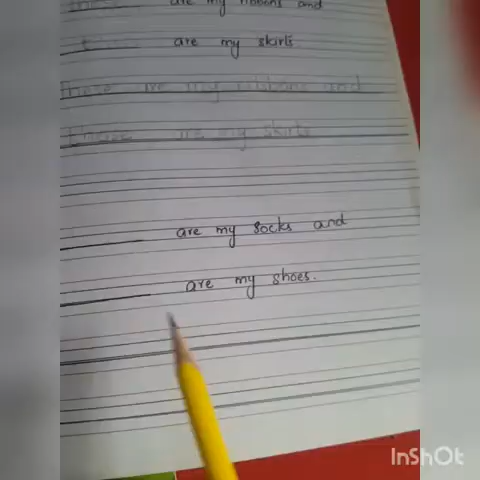 are my ribbons and
are my skirts
These are my ribbons and
these are my skirts
are my socks and
are my shoes.
InShOt